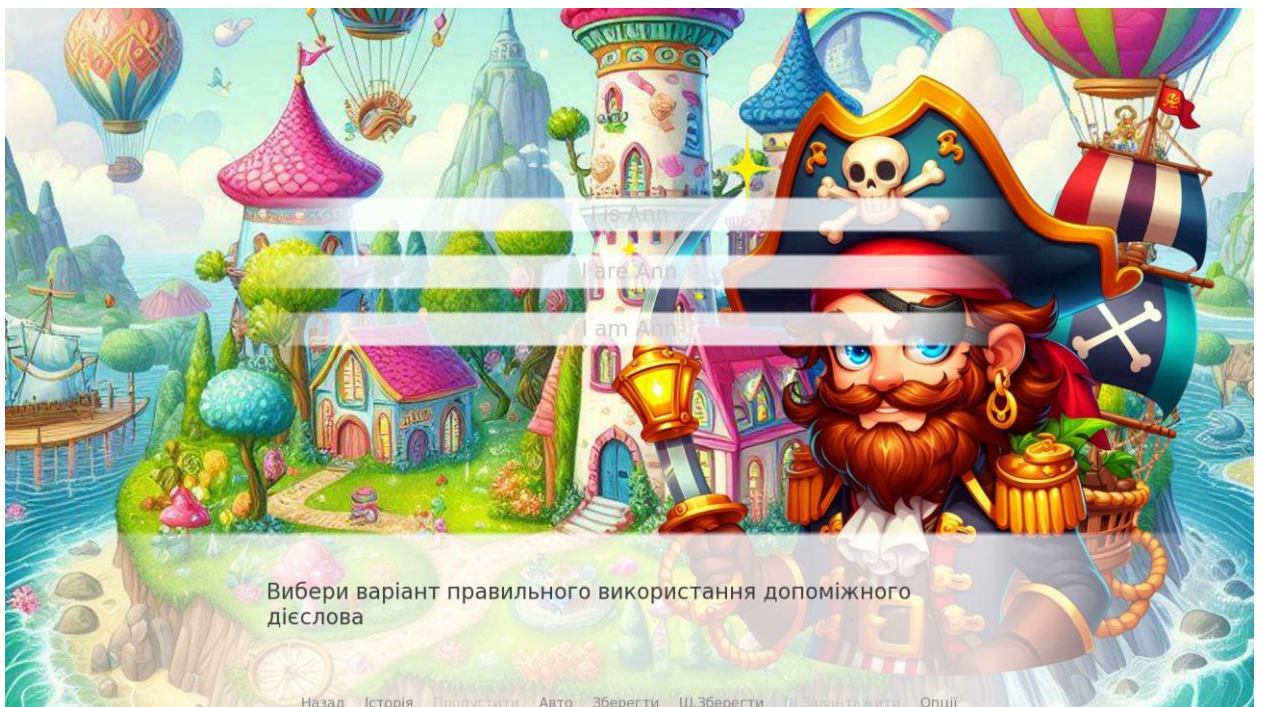 I is Ann
I are Ann
I am Ann
Вибери варіант правильного використання допоміжного
дієслова
Назад Історія Пропустити Авто Зберегти Ш.Зберегти Ш.Завантажити Опції